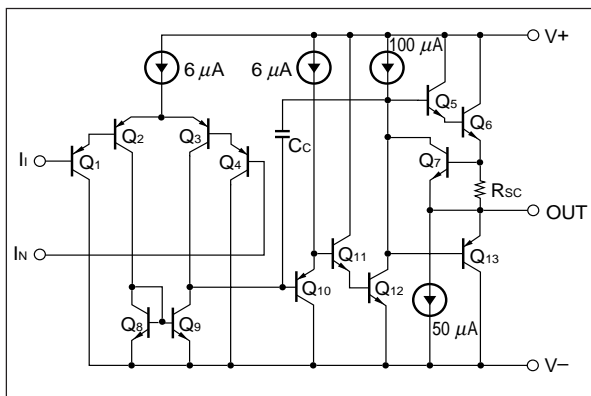 V+
6 μA
6 μA
100 μA
Q5
Q6
Q2
Q3
CC
Q1
Q4
Q7
II
RSC
OUT
IN
Q11
Q13
Q10
Q12
Q8
Q9
50 μA
V−